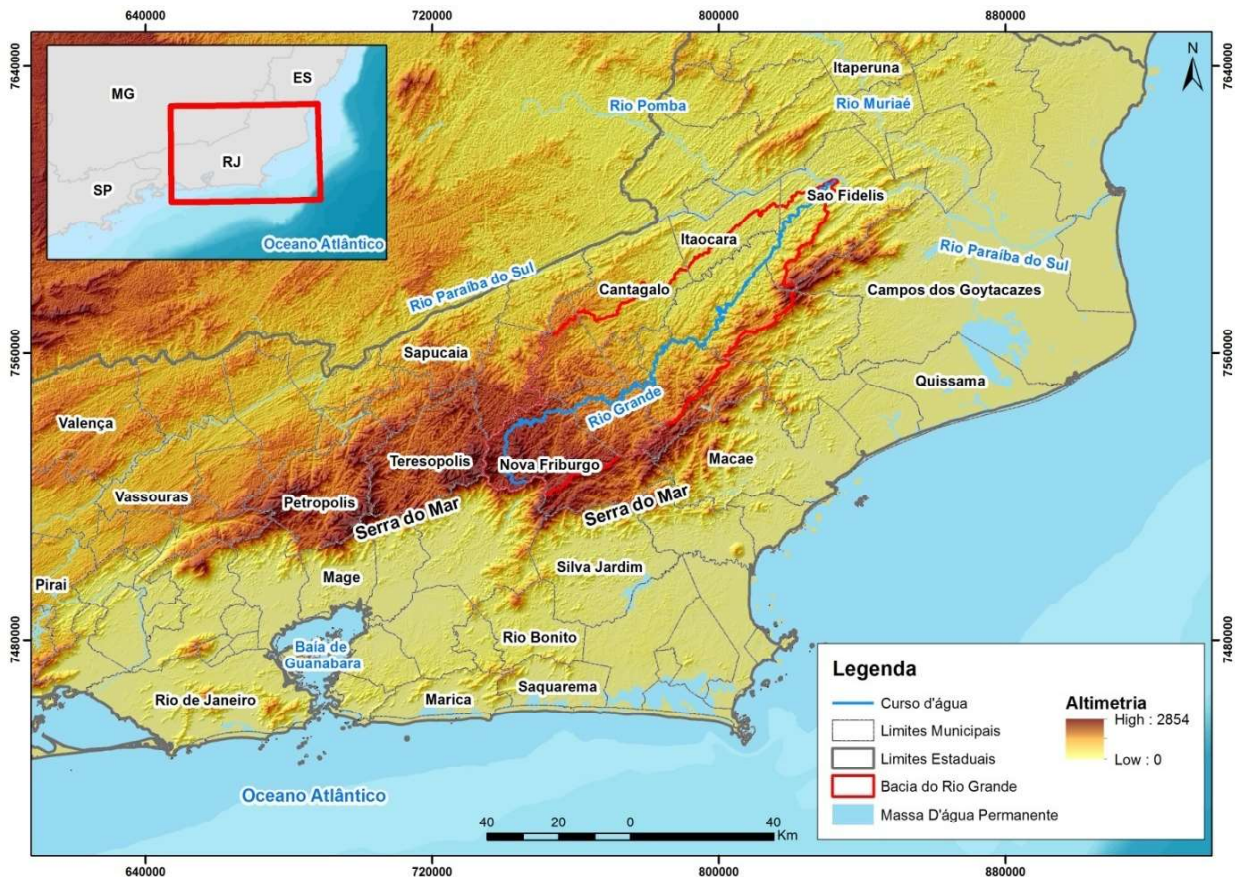 640000
720000
800000
880000
7640000
7640000
N
ES
MG
RJ
SP
Oceano Atlântico
Itaperuna
Rio Pomba
Rio Muriaé
Sao Fidelis
Itaocara
Rio Paraíba do Sul
Rio Paraíba do Sul
Cantagalo
Campos dos Goytacazes
7560000
7560000
Sapucaia
Quissama
Rio Grande
Valença
Teresopolis
Nova Friburgo
Macae
Vassouras
Petropolis
Serra do Mar
Serra do Mar
Pirai
Mage
Silva Jardim
7480000
7480000
Rio Bonito
Baía de
Guanabara
Rio de Janeiro
Marica
Saquarema
Oceano Atlântico
Legenda
Curso d'água
Limites Municipais
Limites Estaduais
Bacia do Rio Grande
Massa D'água Permanente
Altimetria
High : 2854
Low : 0
40 20 0 40
Km
640000
720000
800000
880000